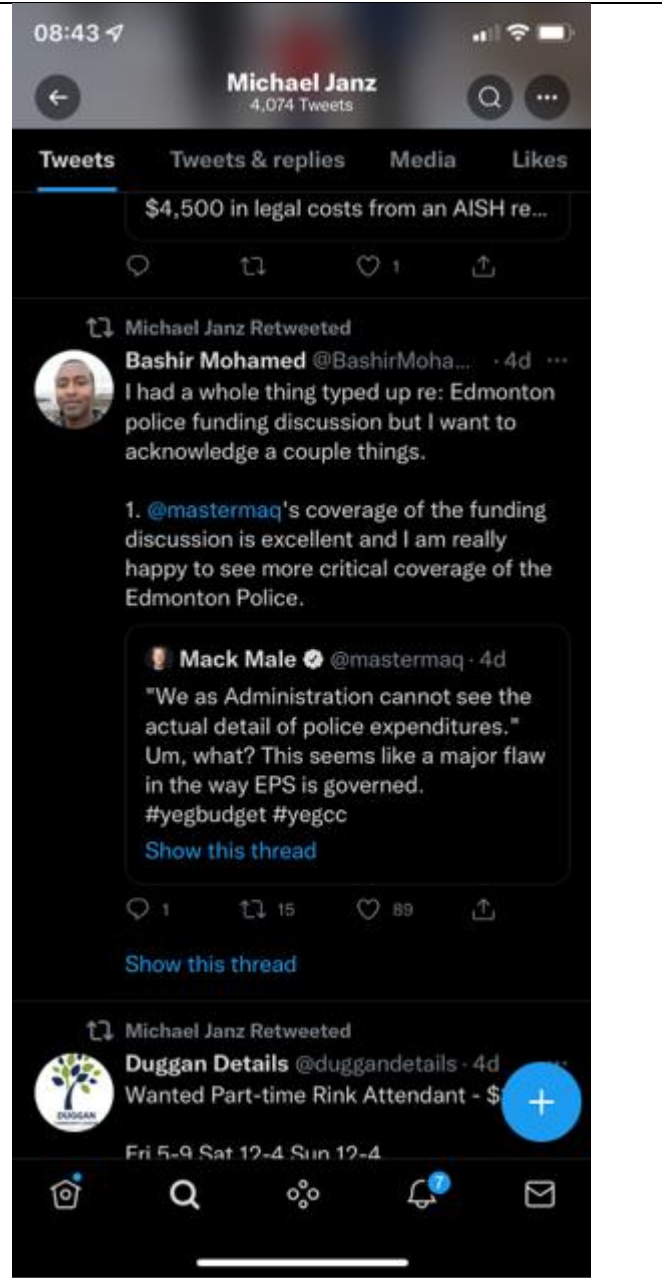 08:43
Michael Janz
4,074 Tweets
Tweets Tweets & replies Media Likes
$4,500 in legal costs from an AISH re...
1
Michael Janz Retweeted
Bashir Mohamed @BashirMoha... · 4d
I had a whole thing typed up re: Edmonton
police funding discussion but I want to
acknowledge a couple things.
1. @mastermaq's coverage of the funding
discussion is excellent and I am really
happy to see more critical coverage of the
Edmonton Police.
Mack Male @mastermaq · 4d
"We as Administration cannot see the
actual detail of police expenditures."
Um, what? This seems like a major flaw
in the way EPS is governed.
#yegbudget #yegcc
Show this thread
1 15 89
Show this thread
Michael Janz Retweeted
Duggan Details @duggandetails · 4d
DUGGAN
Wanted Part-time Rink Attendant - $
Fri 5-9 Sat 12-4 Sun 12-4
7